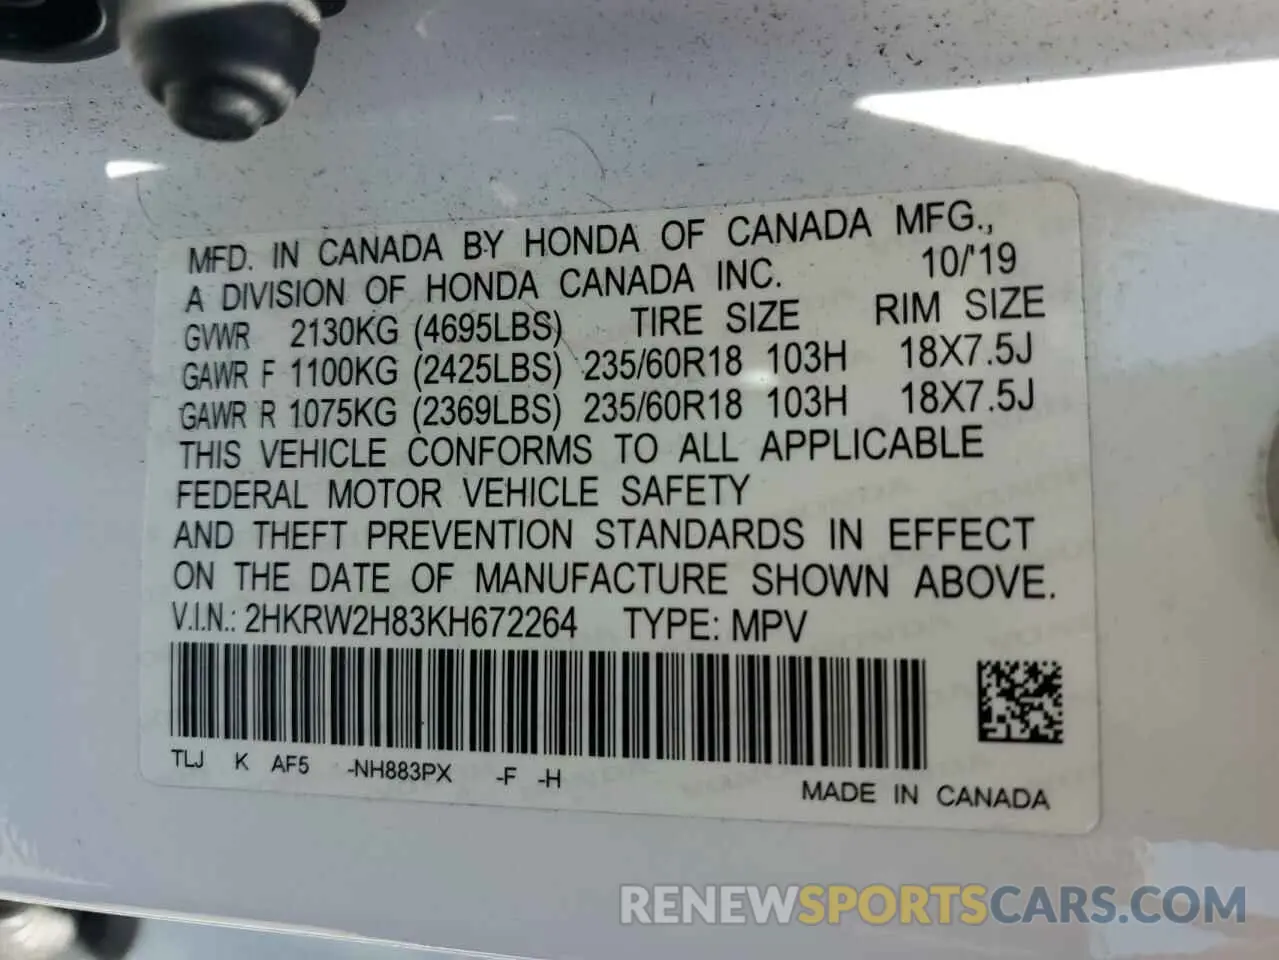 MFD. IN CANADA BY HONDA OF CANADA MFG.,
A DIVISION OF HONDA CANADA INC. 10/'19
GVWR 2130KG (4695LBS) TIRE SIZE RIM SIZE
GAWR F 1100KG (2425LBS) 235/60R18 103H 18X7.5J
GAWR R 1075KG (2369LBS) 235/60R18 103H 18X7.5J
THIS VEHICLE CONFORMS TO ALL APPLICABLE
FEDERAL MOTOR VEHICLE SAFETY
AND THEFT PREVENTION STANDARDS IN EFFECT
ON THE DATE OF MANUFACTURE SHOWN ABOVE.
V.I.N.: 2HKRW2H83KH672264 TYPE: MPV
TLJ K AF5 -NH883PX -F -H
MADE IN CANADA
RENEWSPORTSCARS.COM